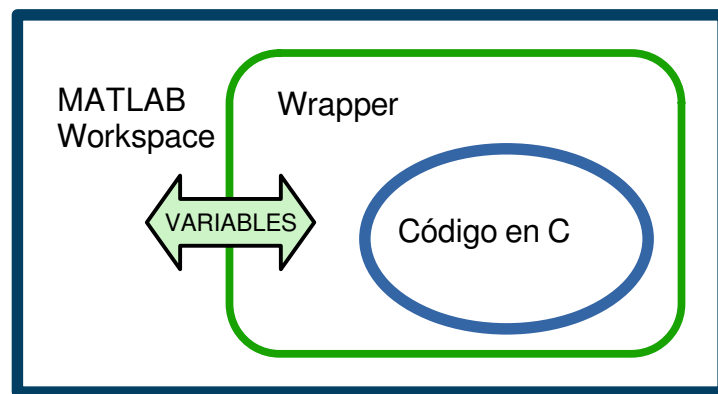 MATLAB
Workspace
Wrapper
VARIABLES
Código en C